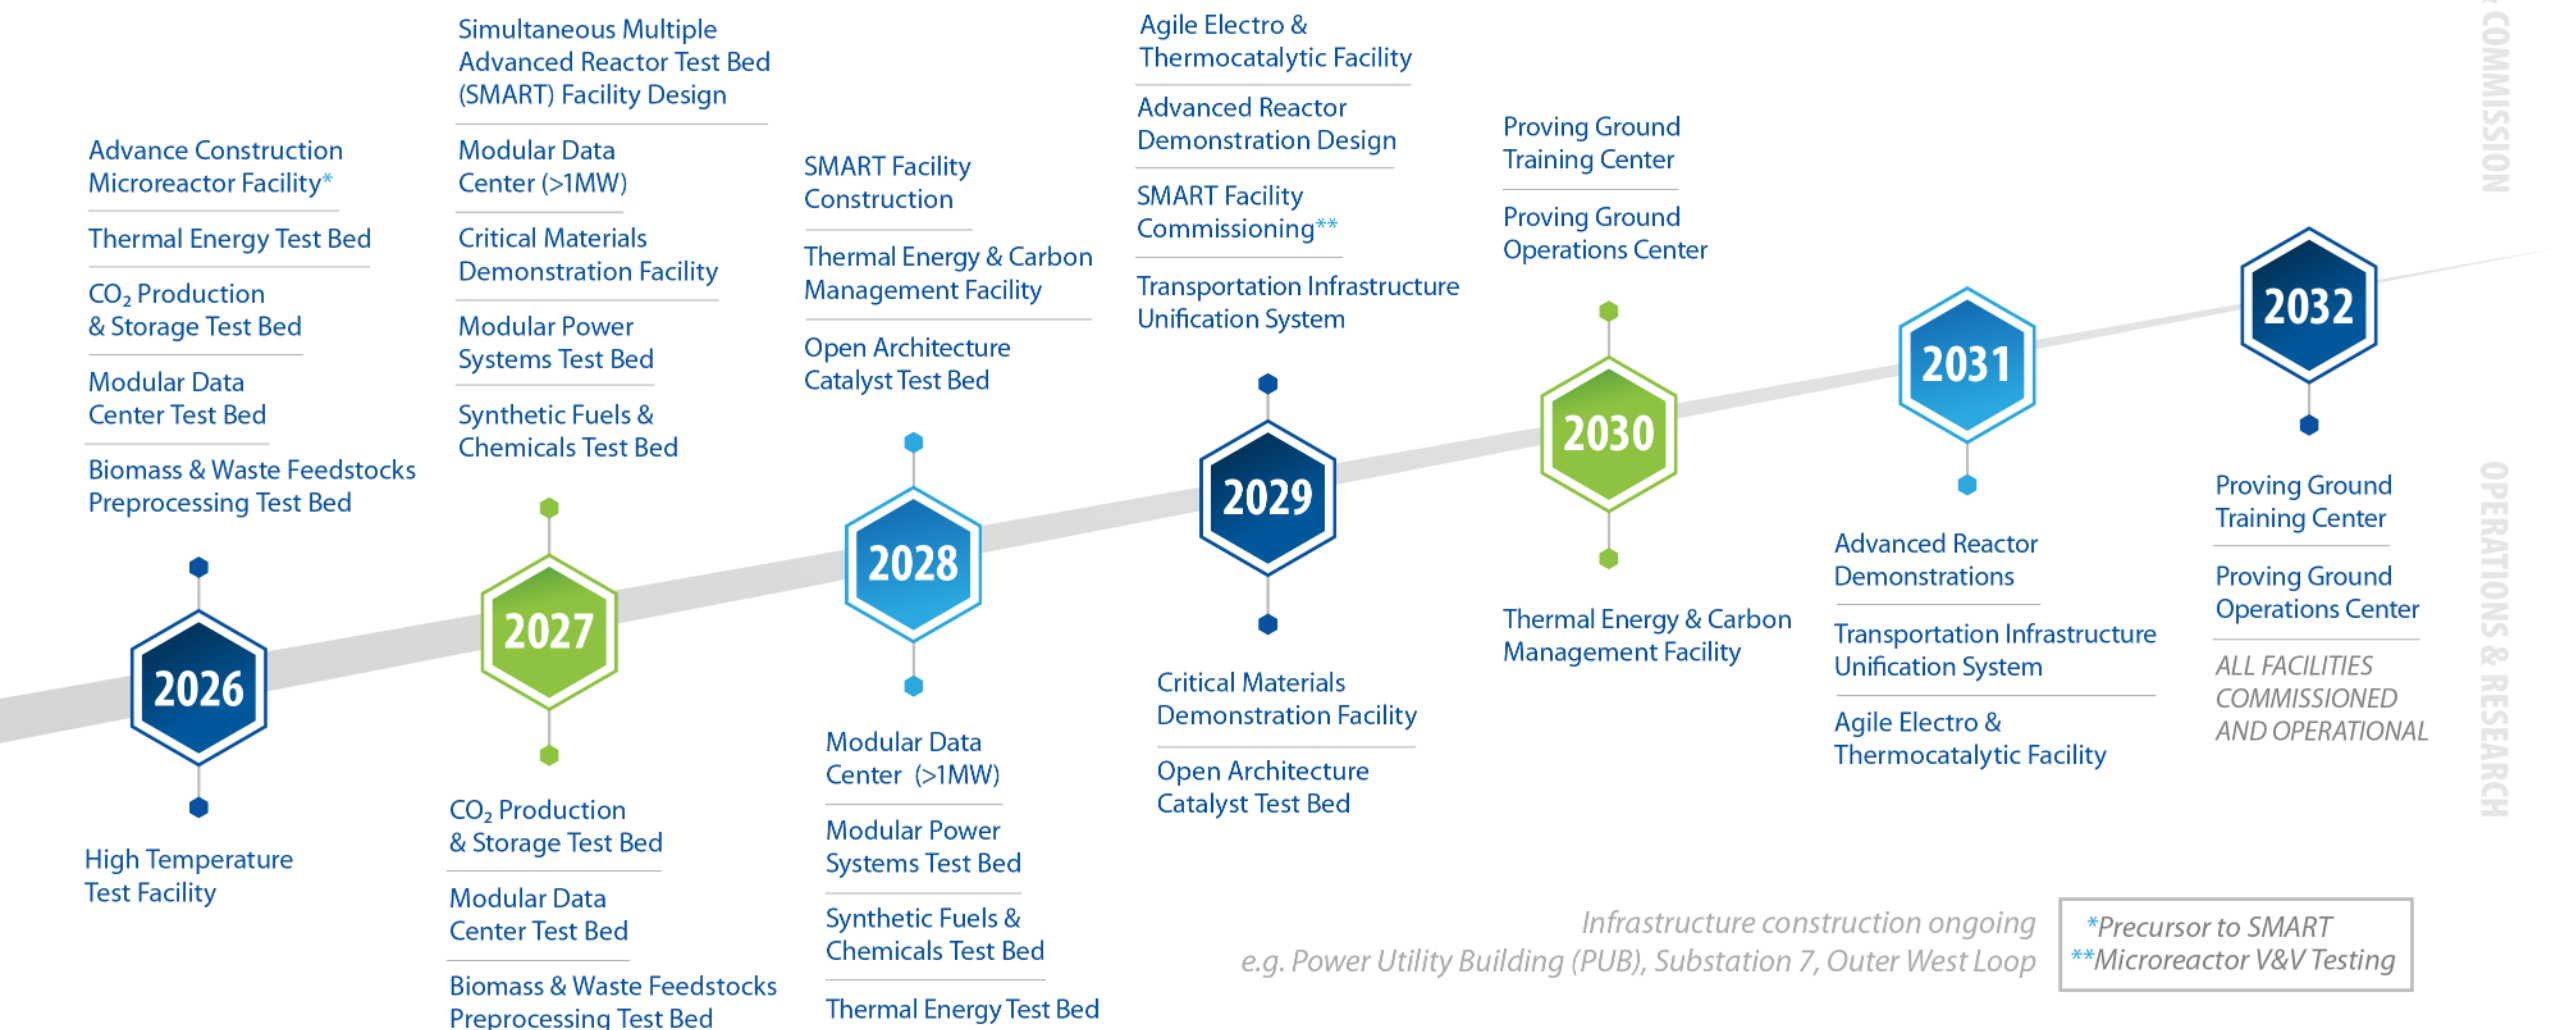 Advance Construction
Microreactor Facility*
Thermal Energy Test Bed
CO₂ Production
& Storage Test Bed
Modular Data
Center Test Bed
Biomass & Waste Feedstocks
Preprocessing Test Bed
2026
High Temperature
Test Facility
Simultaneous Multiple
Advanced Reactor Test Bed
(SMART) Facility Design
Modular Data
Center (>1MW)
Critical Materials
Demonstration Facility
Modular Power
Systems Test Bed
Synthetic Fuels &
Chemicals Test Bed
2027
CO₂ Production
& Storage Test Bed
Modular Data
Center Test Bed
Biomass & Waste Feedstocks
Preprocessing Test Bed
SMART Facility
Construction
Thermal Energy & Carbon
Management Facility
Open Architecture
Catalyst Test Bed
2028
Modular Data
Center (>1MW)
Modular Power
Systems Test Bed
Synthetic Fuels &
Chemicals Test Bed
Thermal Energy Test Bed
Agile Electro &
Thermocatalytic Facility
Advanced Reactor
Demonstration Design
SMART Facility
Commissioning**
Transportation Infrastructure
Unification System
2029
Critical Materials
Demonstration Facility
Open Architecture
Catalyst Test Bed
Proving Ground
Training Center
Proving Ground
Operations Center
2030
Thermal Energy & Carbon
Management Facility
2031
Advanced Reactor
Demonstrations
Transportation Infrastructure
Unification System
Agile Electro &
Thermocatalytic Facility
2032
Proving Ground
Training Center
Proving Ground
Operations Center
ALL FACILITIES
COMMISSIONED
AND OPERATIONAL
COMMISSION
OPERATIONS & RESEARCH
Infrastructure construction ongoing
e.g. Power Utility Building (PUB), Substation 7, Outer West Loop
*Precursor to SMART
**Microreactor V&V Testing